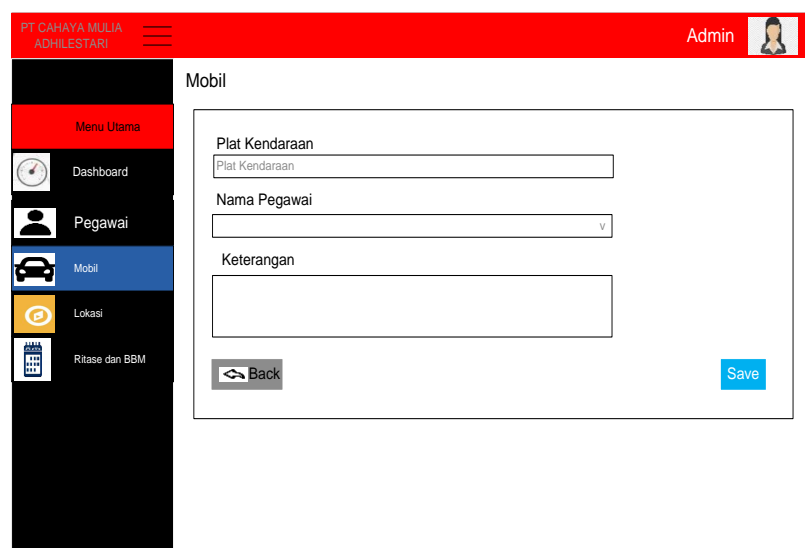 PT CAHAYA MULIA
ADHILESTARI
Admin
Mobil
Menu Utama
Dashboard
Pegawai
Mobil
Lokasi
Ritase dan BBM
Plat Kendaraan
Plat Kendaraan
Nama Pegawai
v
Keterangan
Back
Save